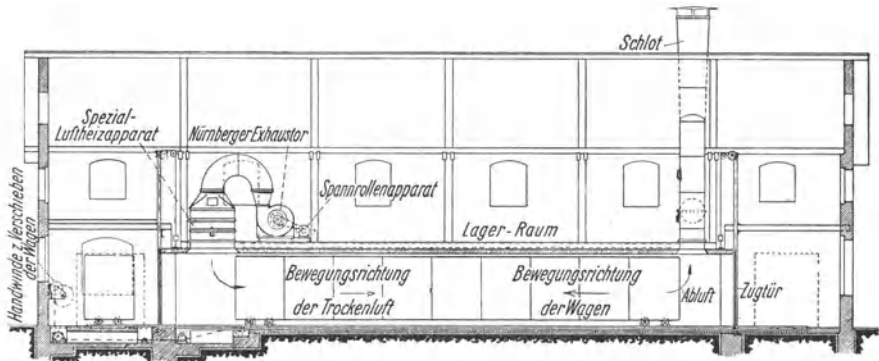 Schlot
Spezial-
Luftheizapparat
Nürnberger Exhaustor
Spannrollenapparat
Handwinde z. Verschieben
der Wagen
Lager-Raum
Bewegungsrichtung
der Trockenluft
Bewegungsrichtung
der Wagen
Abluft
Zugtür